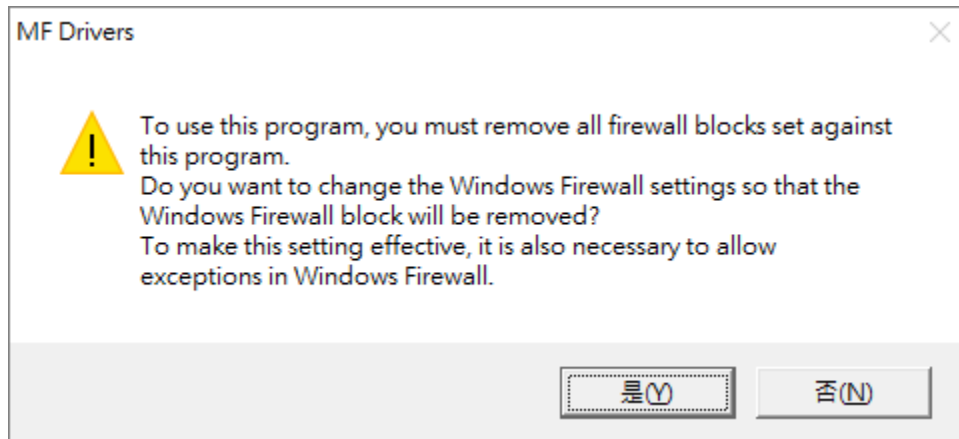 MF Drivers
To use this program, you must remove all firewall blocks set against
this program.
Do you want to change the Windows Firewall settings so that the
Windows Firewall block will be removed?
To make this setting effective, it is also necessary to allow
exceptions in Windows Firewall.
是(Y)
否(N)